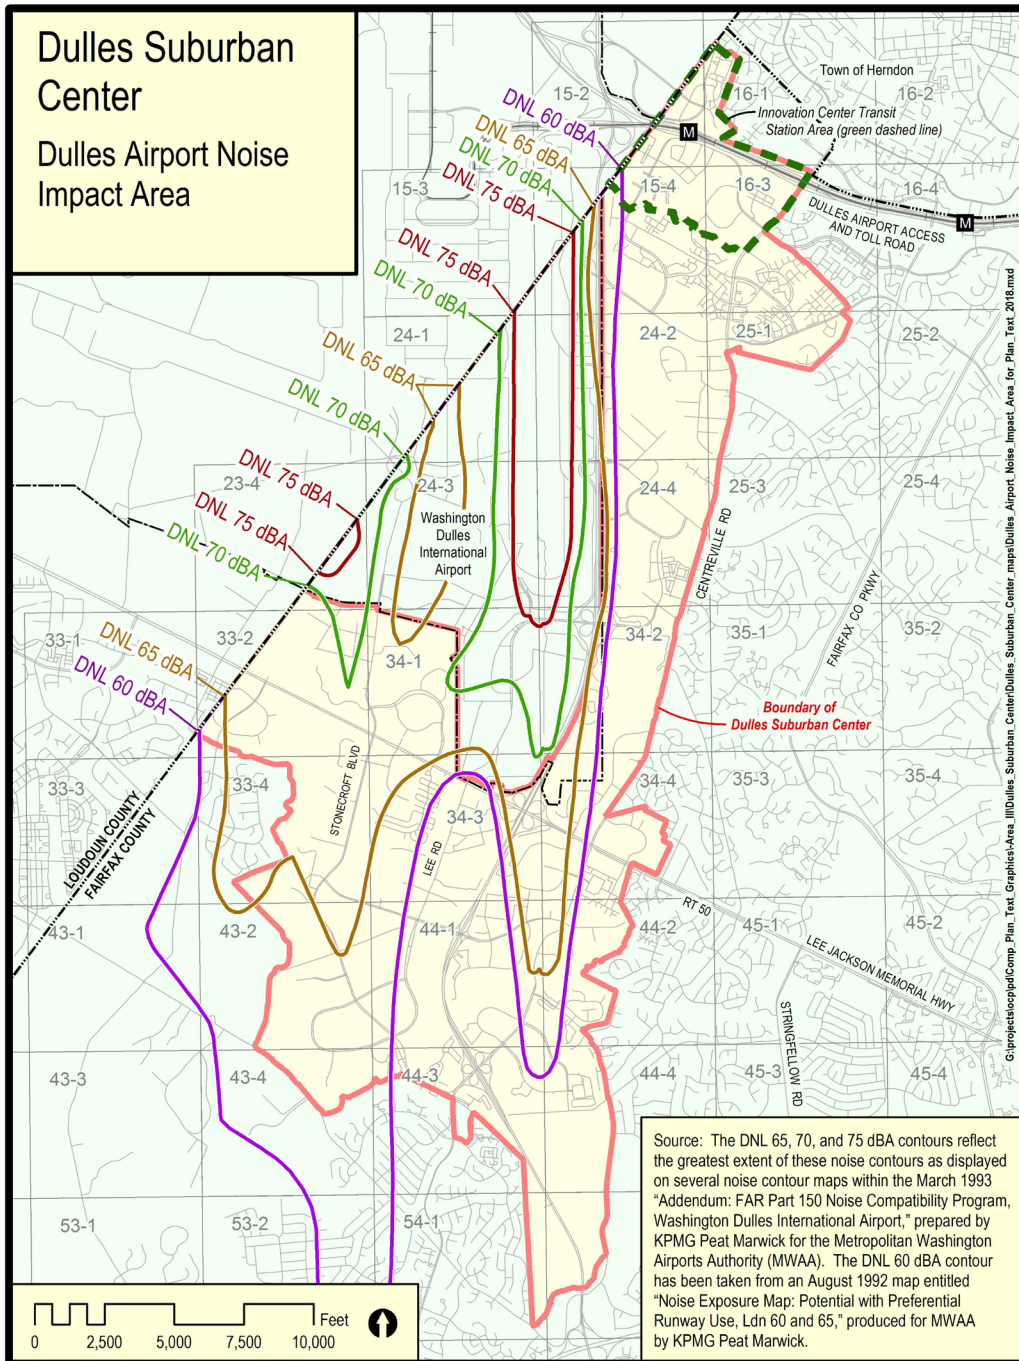 Dulles Suburban
Center
Dulles Airport Noise
Impact Area
Town of Herndon
15-2
16-1
16-2
Innovation Center Transit
Station Area (green dashed line)
DNL 60 dBA
DNL 65 dBA
DNL 70 dBA
DNL 75 dBA
M
15-3
15-4
16-3
16-4
DULLES AIRPORT ACCESS
AND TOLL ROAD
M
DNL 75 dBA
DNL 70 dBA
24-1
24-2
25-1
25-2
DNL 65 dBA
DNL 70 dBA
DNL 75 dBA
DNL 75 dBA
DNL 70 dBA
23-4
24-3
24-4
25-3
25-4
Washington
Dulles
International
Airport
CENTREVILLE RD
FAIRFAX CO PKWY
33-1
33-2
34-1
34-2
35-1
35-2
DNL 65 dBA
DNL 60 dBA
Boundary of
Dulles Suburban Center
33-3
33-4
STONECROFT BLVD
34-3
34-4
35-3
35-4
LEE RD
LOUDOUN COUNTY
FAIRFAX COUNTY
RT 50
43-1
43-2
44-1
44-2
45-1
45-2
LEE JACKSON MEMORIAL HWY
STRINGFELLOW RD
43-3
43-4
44-3
44-4
45-3
45-4
53-1
53-2
54-1
G:\projects\ocp\pd\Comp_Plan_Text_Graphics\-Area_III\Dulles_Suburban_Center\Dulles_Suburban_Center_maps\Dulles_Airport_Noise_Impact_Area_for_Plan_Text_2018.mxd
Source: The DNL 65, 70, and 75 dBA contours reflect
the greatest extent of these noise contours as displayed
on several noise contour maps within the March 1993
“Addendum: FAR Part 150 Noise Compatibility Program,
Washington Dulles International Airport,” prepared by
KPMG Peat Marwick for the Metropolitan Washington
Airports Authority (MWAA). The DNL 60 dBA contour
has been taken from an August 1992 map entitled
“Noise Exposure Map: Potential with Preferential
Runway Use, Ldn 60 and 65,” produced for MWAA
by KPMG Peat Marwick.
Feet
0 2,500 5,000 7,500 10,000